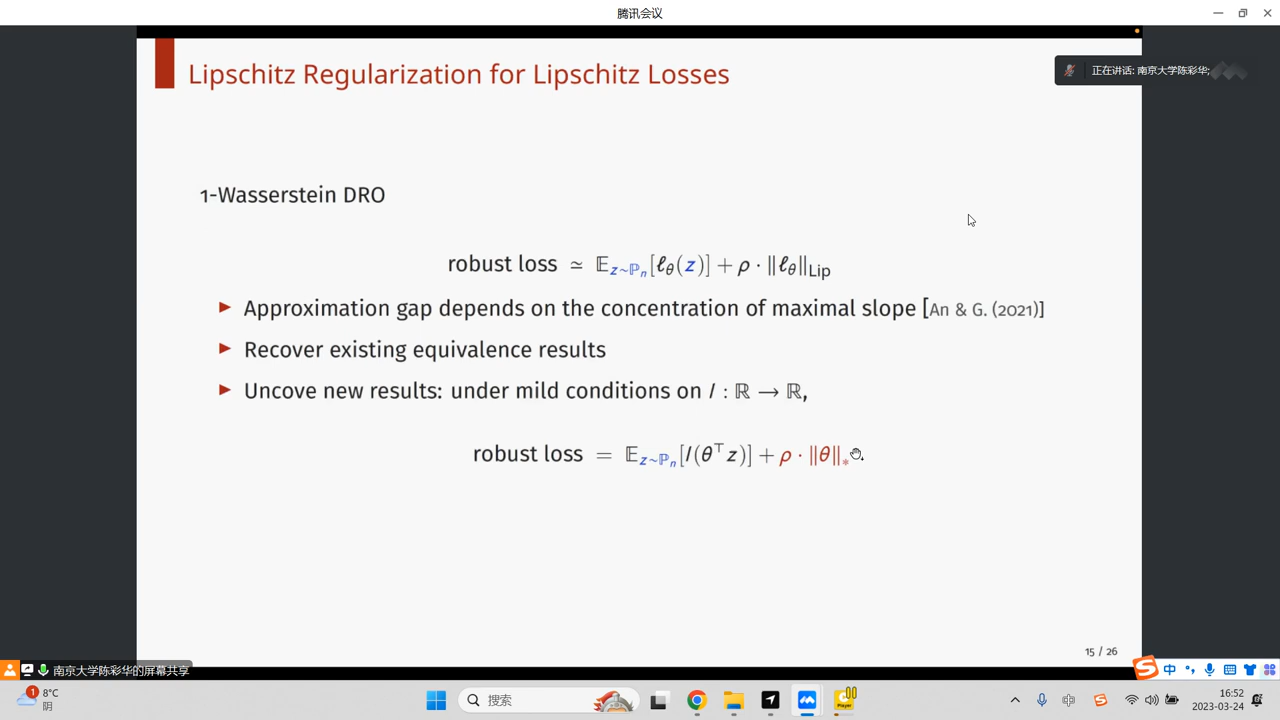 腾讯会议
Lipschitz Regularization for Lipschitz Losses
正在讲话: 南京大学陈彩华;
1-Wasserstein DRO
robust loss ≃ 𝔼_{z∼ℙ_n}[ℓ_θ(z)] + ρ · ‖ℓ_θ‖_Lip
▶ Approximation gap depends on the concentration of maximal slope [An & G. (2021)]
▶ Recover existing equivalence results
▶ Uncove new results: under mild conditions on l : ℝ → ℝ,
robust loss = 𝔼_{z∼ℙ_n}[l(θ^⊤ z)] + ρ · ‖θ‖_*.
15 / 26
南京大学陈彩华的屏幕共享
中
1
8°C
阴
搜索
Player
中
16:52
2023-03-24